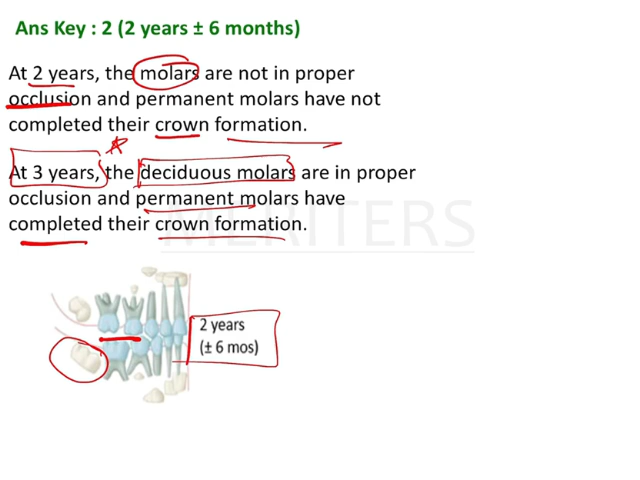 Ans Key : 2 (2 years ± 6 months)
At 2 years, the molars are not in proper
occlusion and permanent molars have not
completed their crown formation.
At 3 years, the deciduous molars are in proper
occlusion and permanent molars have
completed their crown formation.
MERITERS
2 years
(± 6 mos)